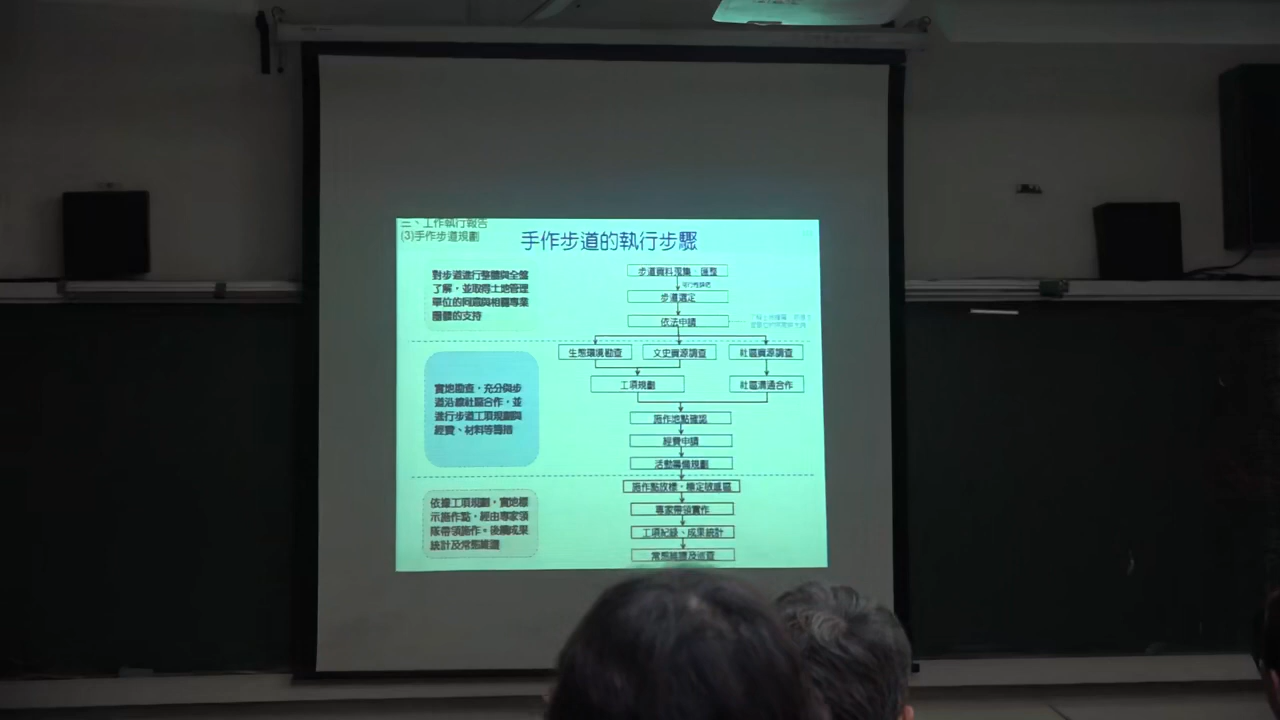 三、工作執行報告
(3)手作步道規劃
手作步道的執行步驟
對步道進行整體與全盤
了解，並取得土地管理
單位的同意與相關專業
團體的支持
步道資料蒐集、匯整
可行性評估
步道選定
依法申請
生態環境勘查
文史資源調查
社區資源調查
工項規劃
社區溝通合作
實地勘查，充分與步
道沿線社區合作，並
進行步道工項規劃與
經費、材料等籌措
施作地點確認
經費申請
活動籌備規劃
依據工項規劃，實地標
示施作點，經由專家領
隊帶領施作。後續成果
統計及常態維護
施作點放樣，標定敏感區
專家帶領實作
工項紀錄、成果統計
常態維護及巡查